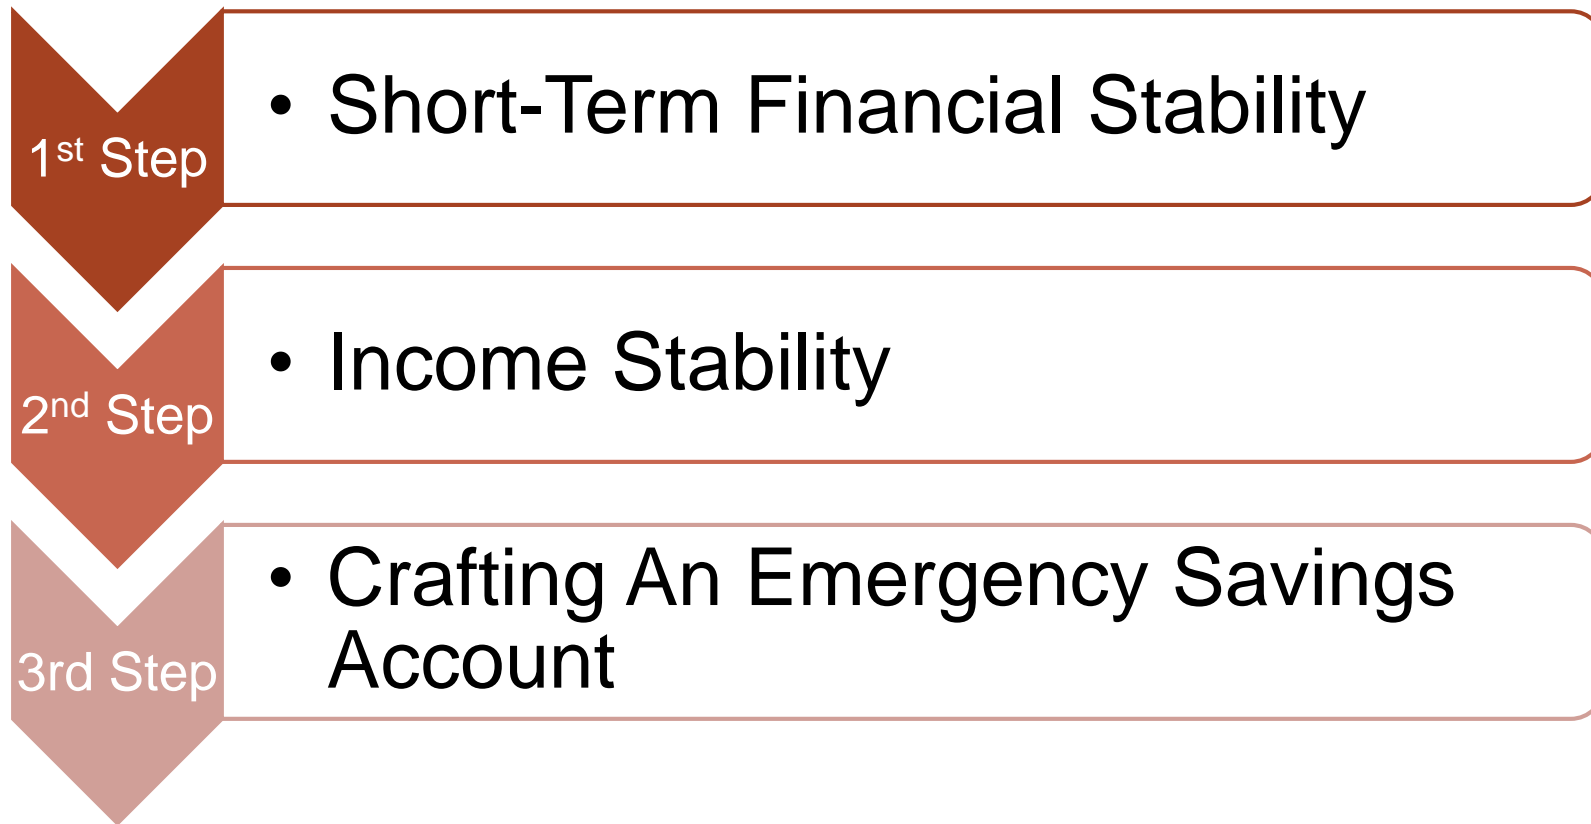 1st Step
• Short-Term Financial Stability
2nd Step
• Income Stability
3rd Step
• Crafting An Emergency Savings
Account